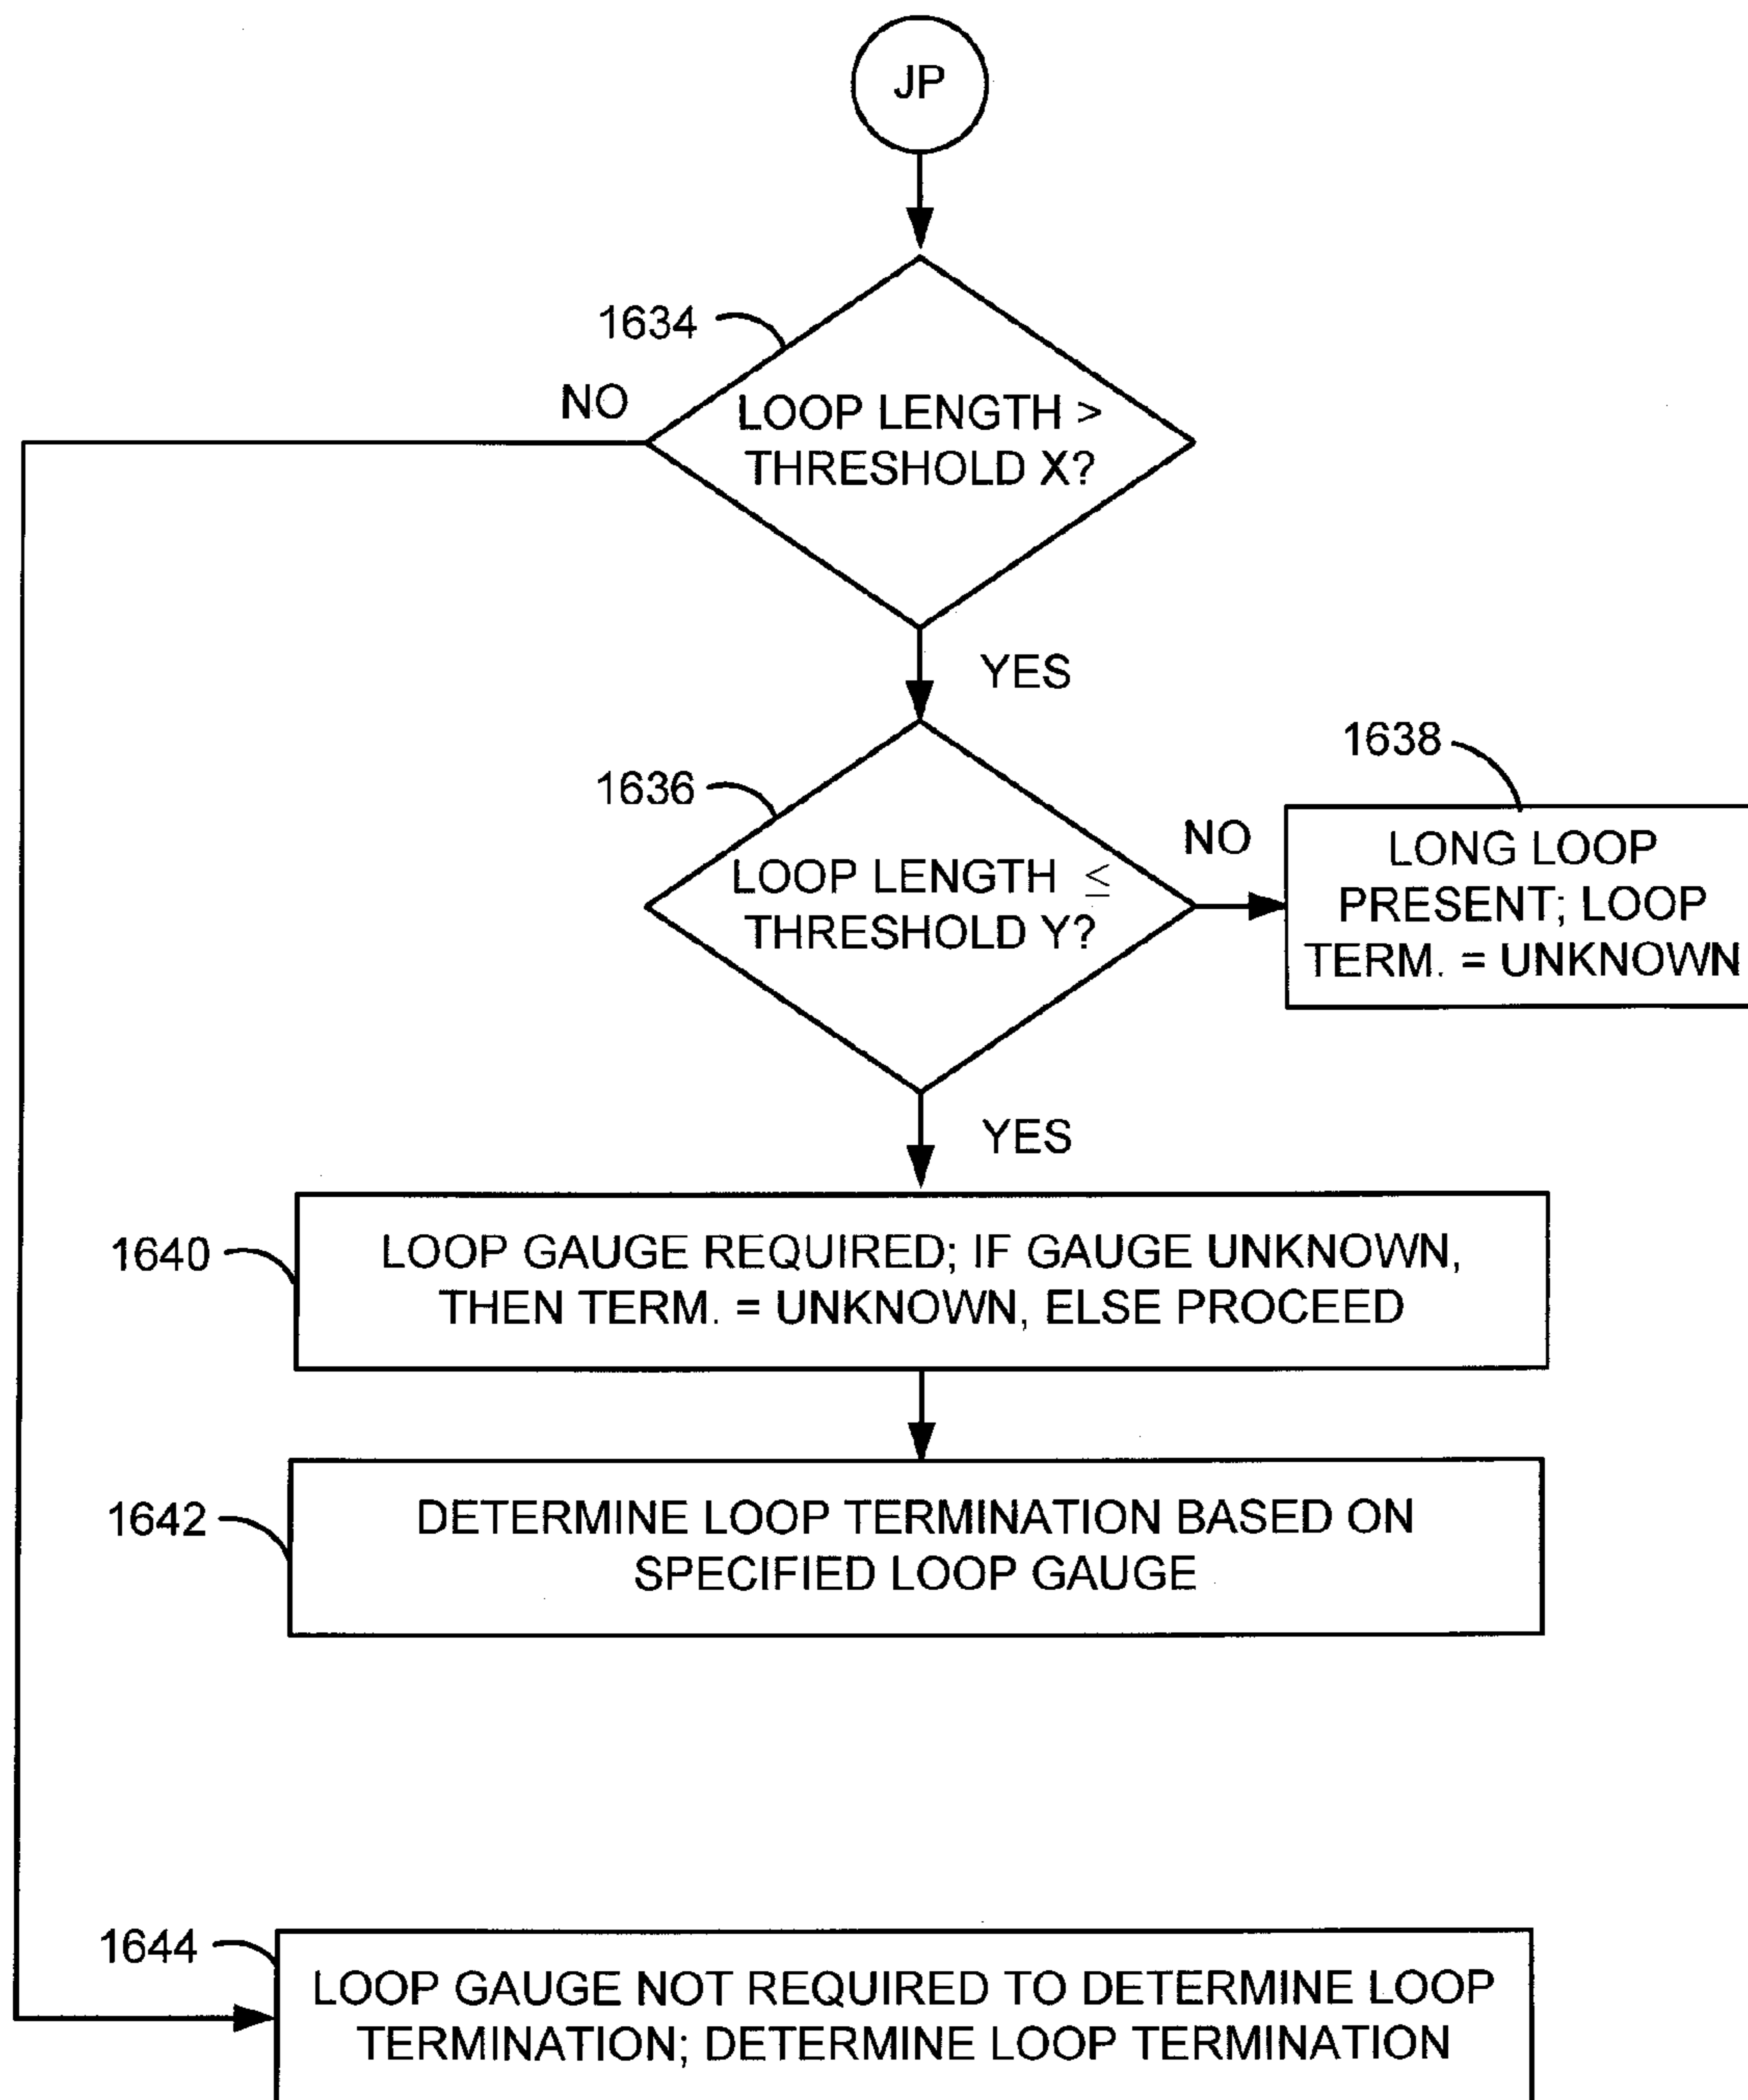 JP
1634
NO
LOOP LENGTH >
THRESHOLD X?
YES
1636
LOOP LENGTH ≤
THRESHOLD Y?
NO
1638
LONG LOOP
PRESENT; LOOP
TERM. = UNKNOWN
YES
1640
LOOP GAUGE REQUIRED; IF GAUGE UNKNOWN,
THEN TERM. = UNKNOWN, ELSE PROCEED
1642
DETERMINE LOOP TERMINATION BASED ON
SPECIFIED LOOP GAUGE
1644
LOOP GAUGE NOT REQUIRED TO DETERMINE LOOP
TERMINATION; DETERMINE LOOP TERMINATION